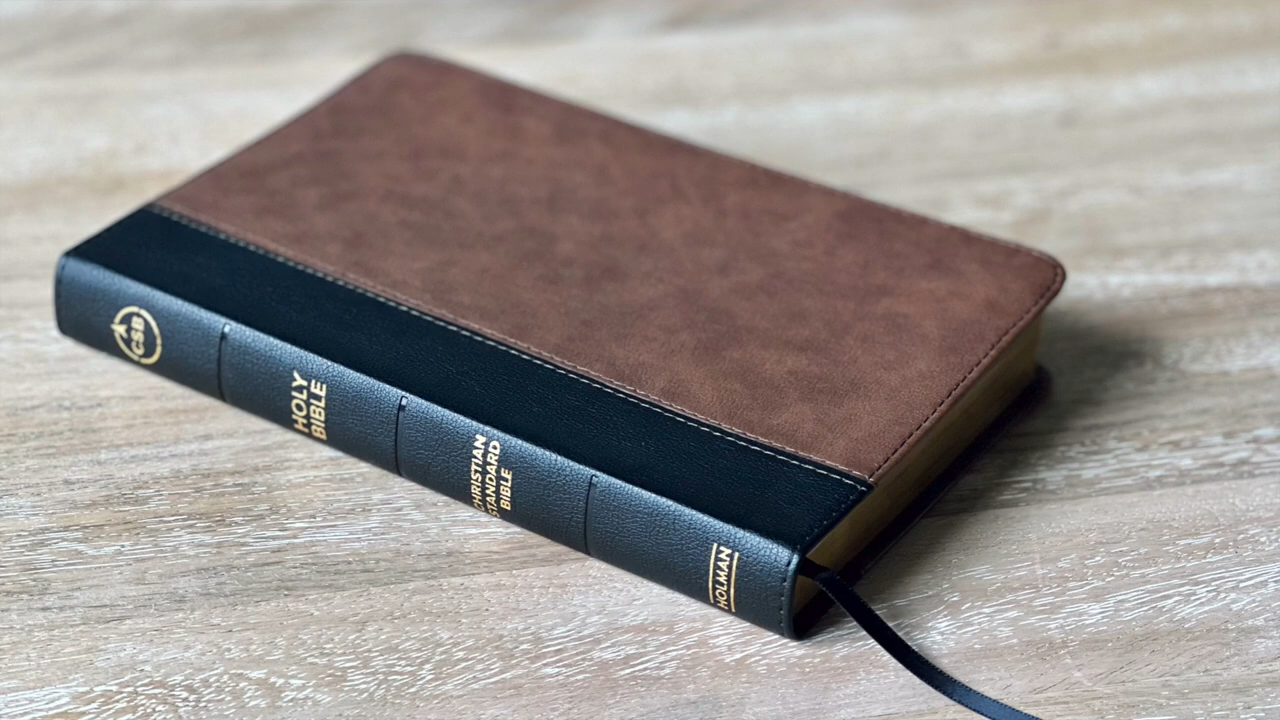 CSB
HOLY
BIBLE
CHRISTIAN
STANDARD
BIBLE
HOLMAN